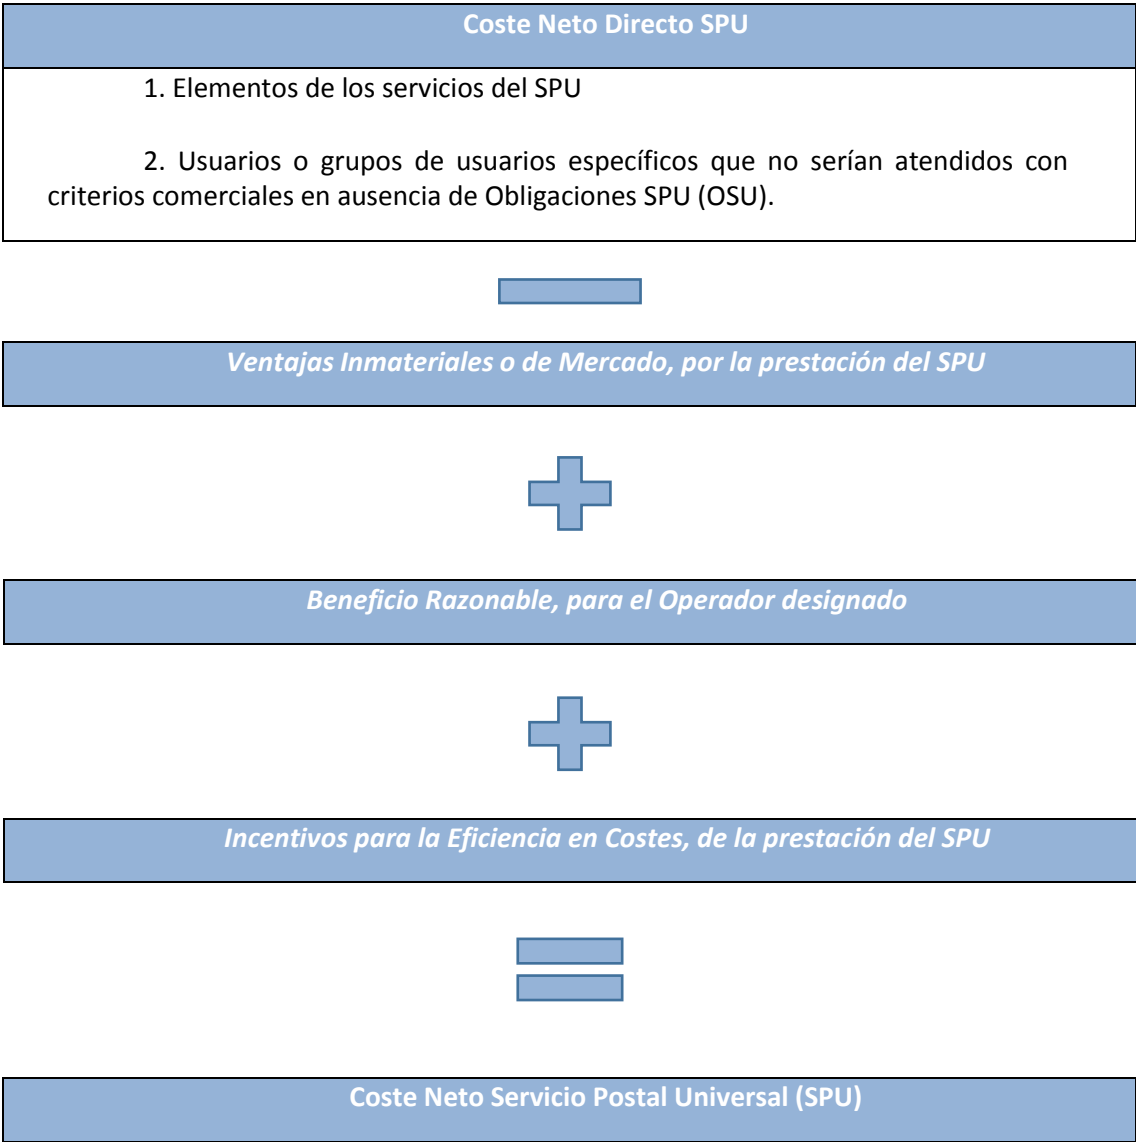 Coste Neto Directo SPU
1. Elementos de los servicios del SPU
2. Usuarios o grupos de usuarios específicos que no serían atendidos con
criterios comerciales en ausencia de Obligaciones SPU (OSU).
Ventajas Inmateriales o de Mercado, por la prestación del SPU
Beneficio Razonable, para el Operador designado
Incentivos para la Eficiencia en Costes, de la prestación del SPU
Coste Neto Servicio Postal Universal (SPU)